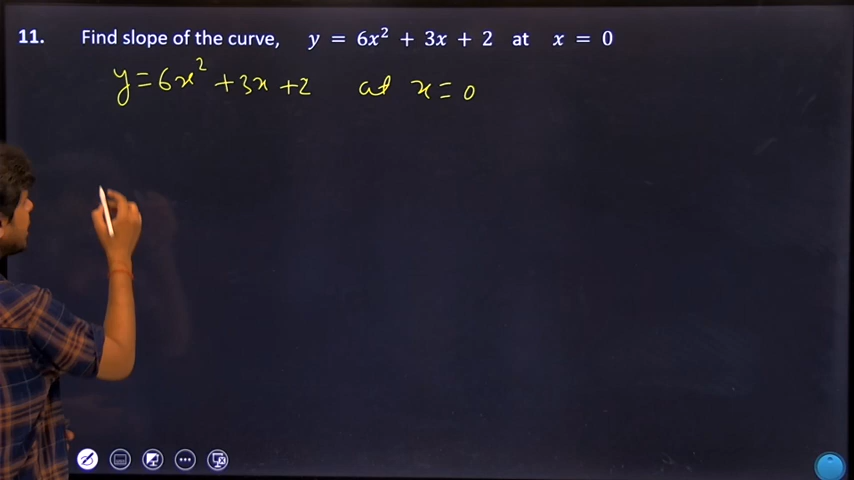 11. Find slope of the curve, y = 6x² + 3x + 2 at x = 0
y = 6x² + 3x + 2 at x = 0